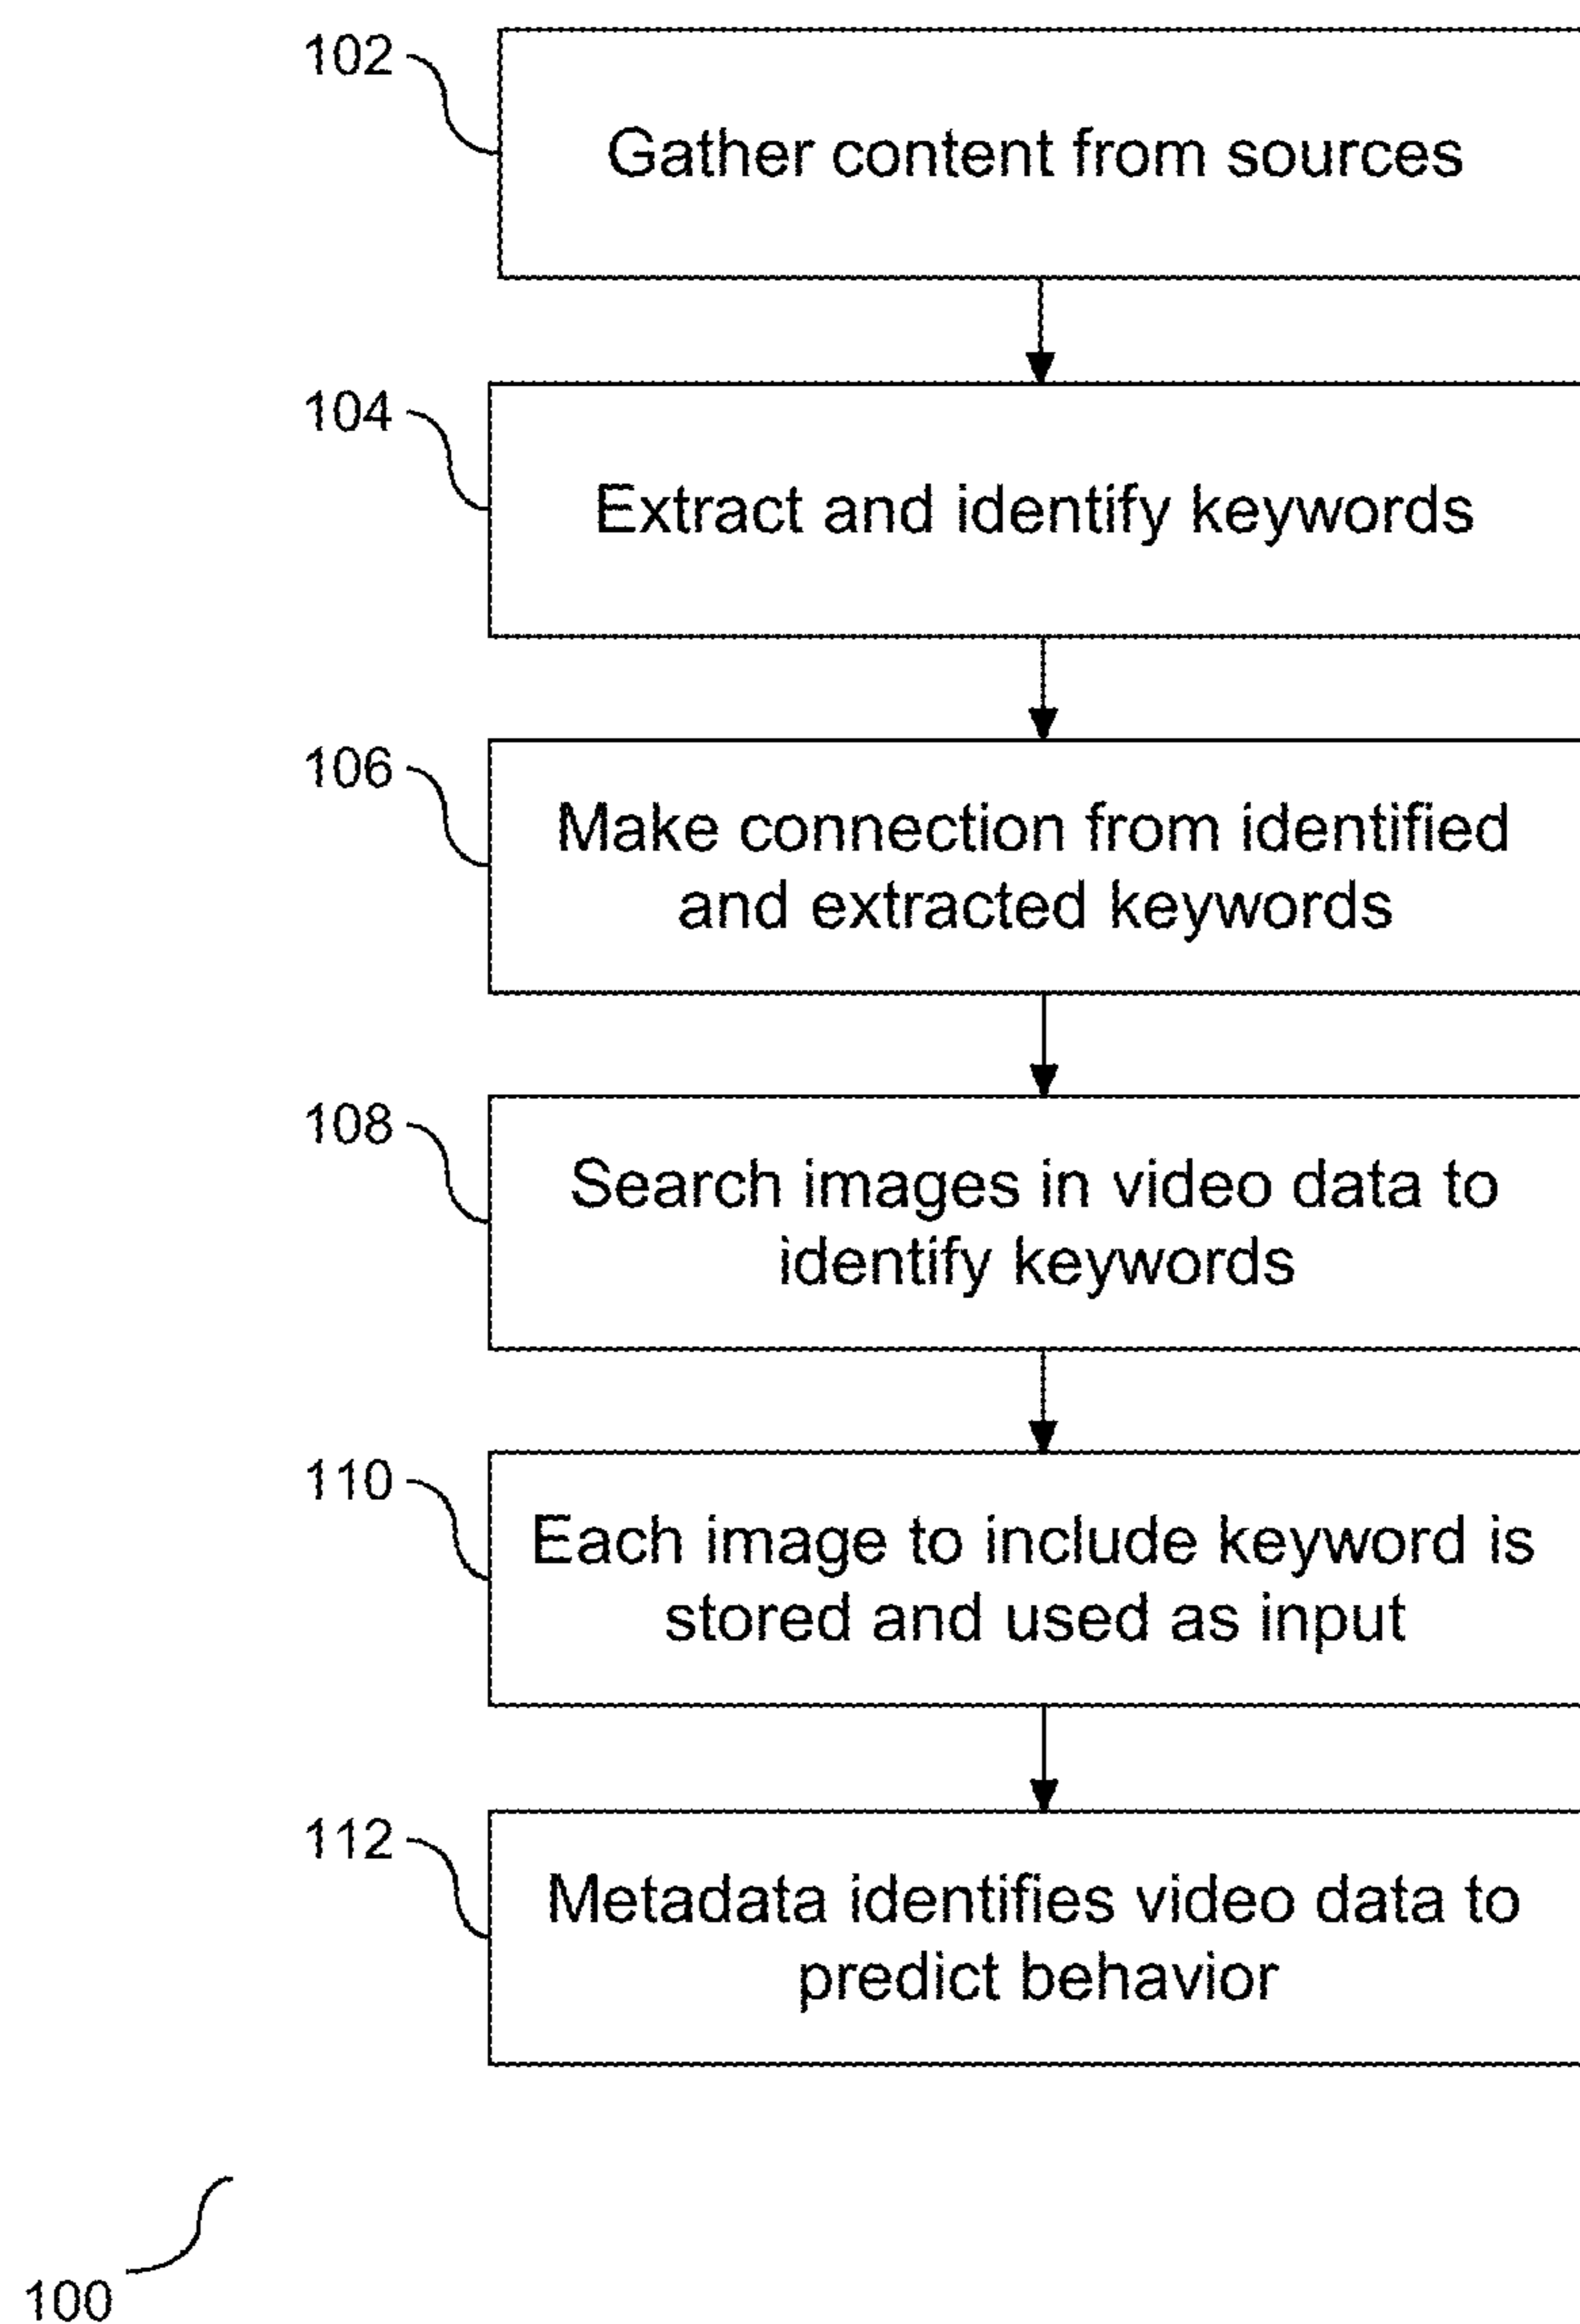 102
Gather content from sources
104
Extract and identify keywords
106
Make connection from identified
and extracted keywords
108
Search images in video data to
identify keywords
110
Each image to include keyword is
stored and used as input
112
Metadata identifies video data to
predict behavior
100